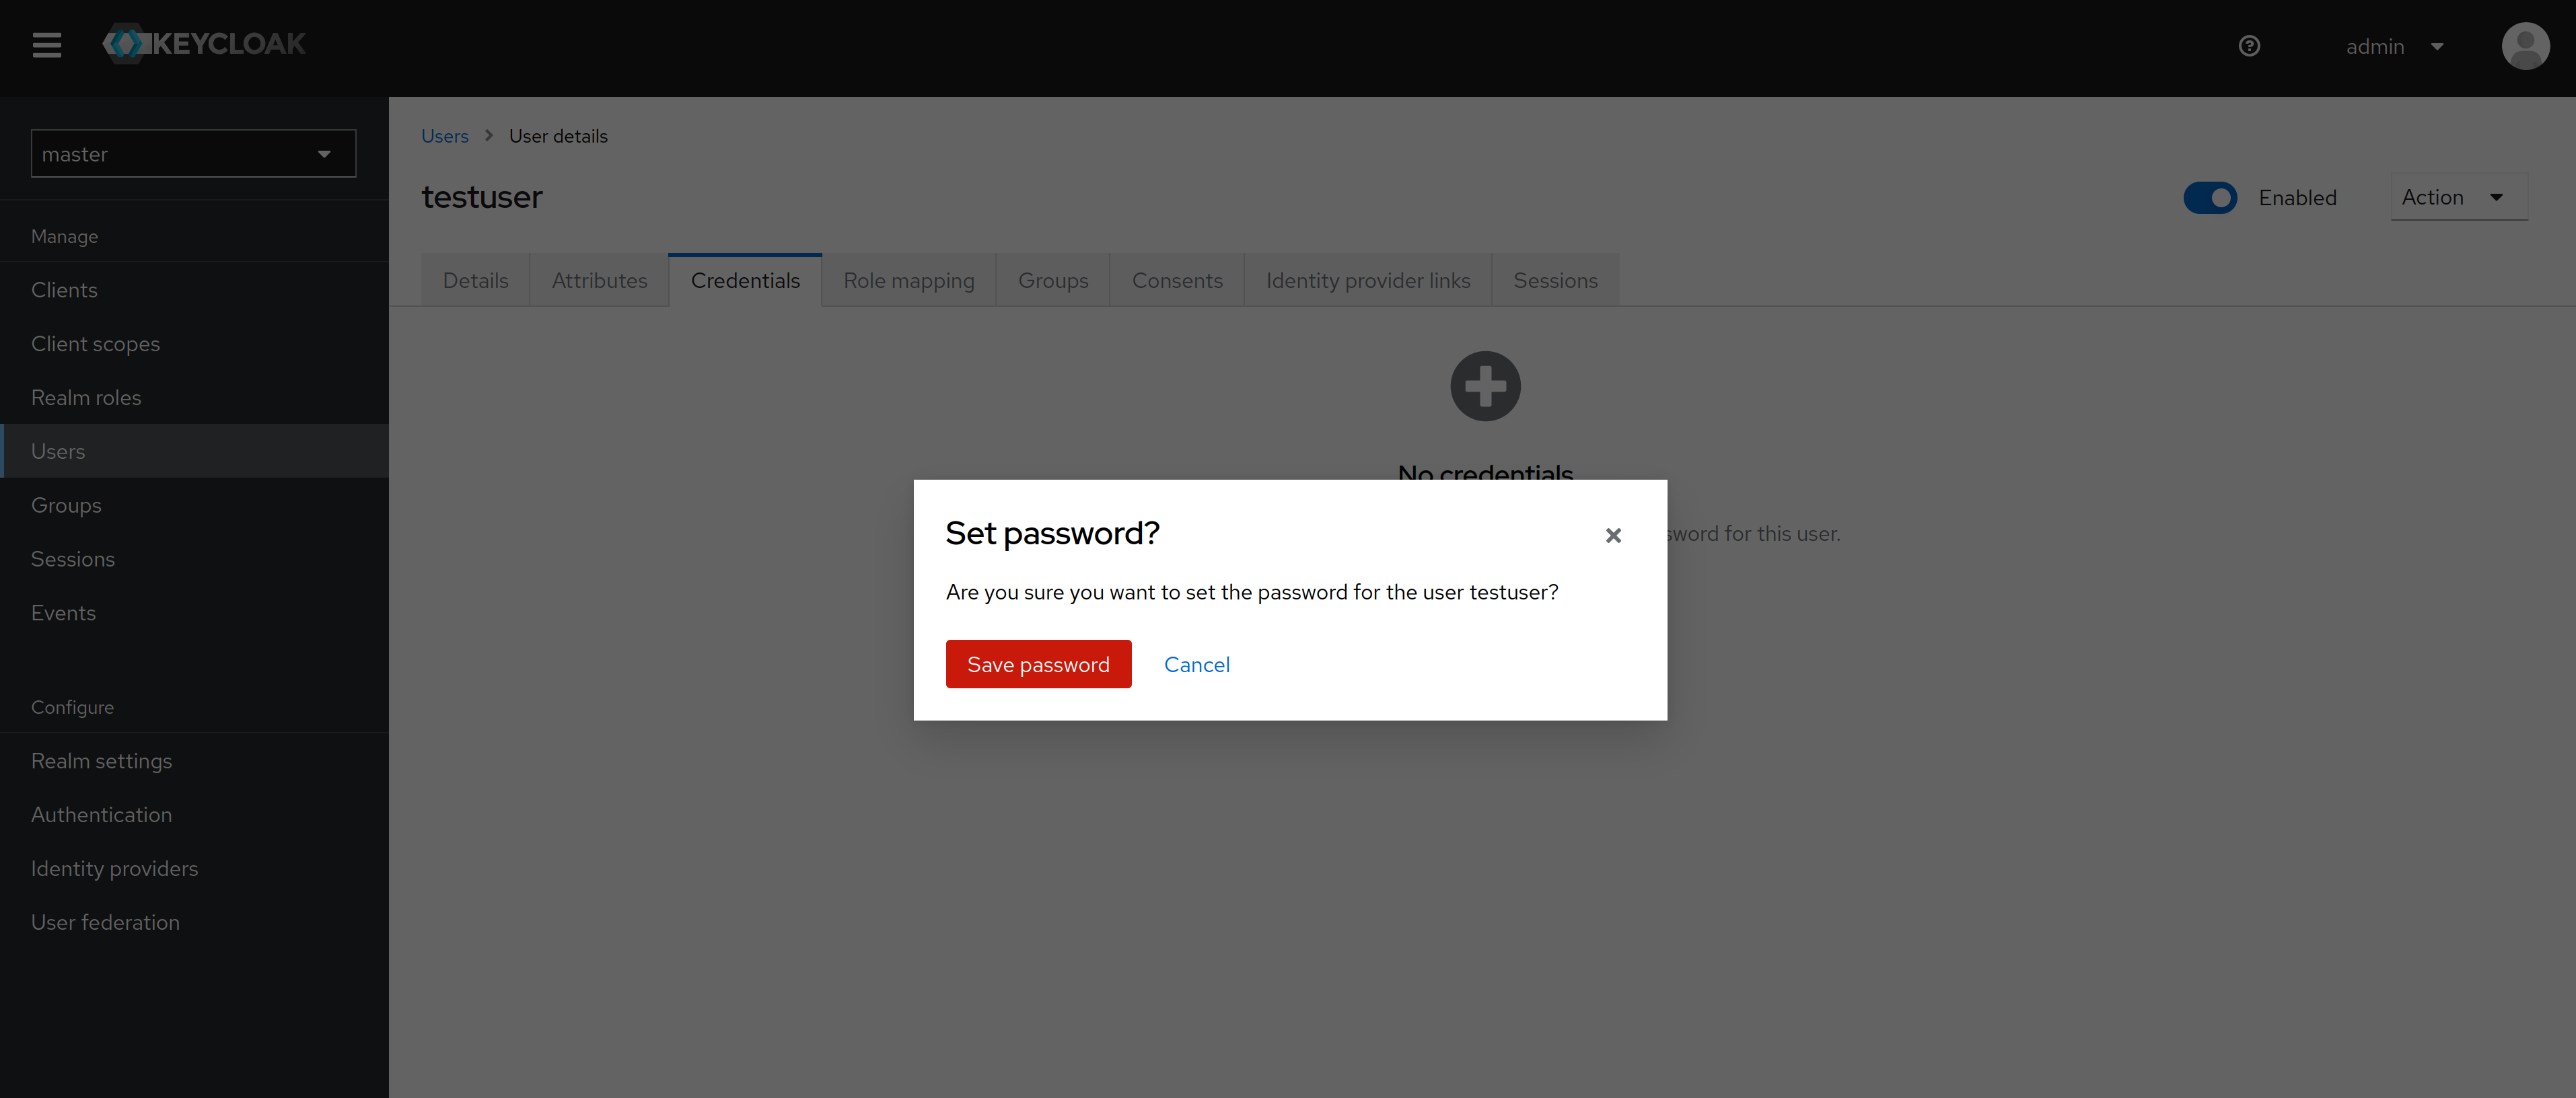 KEYCLOAK
admin
master
Manage
Clients
Client scopes
Realm roles
Users
Groups
Sessions
Events
Configure
Realm settings
Authentication
Identity providers
User federation
Users > User details
testuser
Enabled
Action
Details Attributes Credentials Role mapping Groups Consents Identity provider links Sessions
No credentials
sword for this user.
Set password?
Are you sure you want to set the password for the user testuser?
Save password Cancel